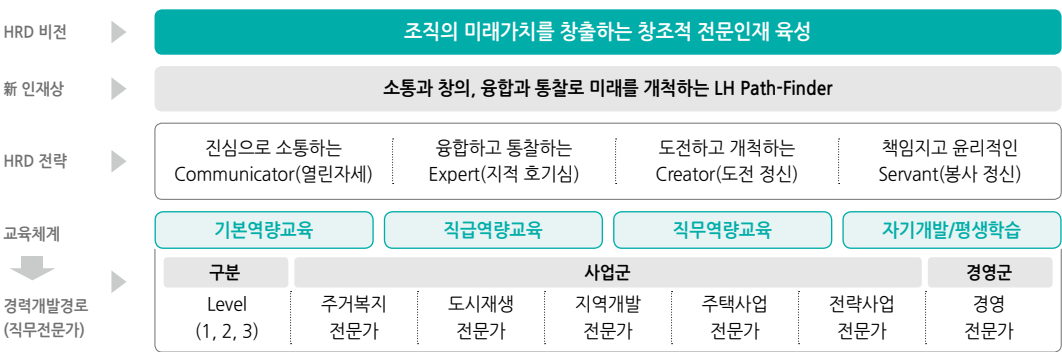 HRD 비전
조직의 미래가치를 창출하는 창조적 전문인재 육성
新 인재상
소통과 창의, 융합과 통찰로 미래를 개척하는 LH Path-Finder
HRD 전략
진심으로 소통하는
Communicator(열린자세)
융합하고 통찰하는
Expert(지적 호기심)
도전하고 개척하는
Creator(도전 정신)
책임지고 윤리적인
Servant(봉사 정신)
교육체계
기본역량교육
직급역량교육
직무역량교육
자기개발/평생학습
경력개발경로
(직무전문가)
구분
사업군
경영군
Level
(1, 2, 3)
주거복지
전문가
도시재생
전문가
지역개발
전문가
주택사업
전문가
전략사업
전문가
경영
전문가